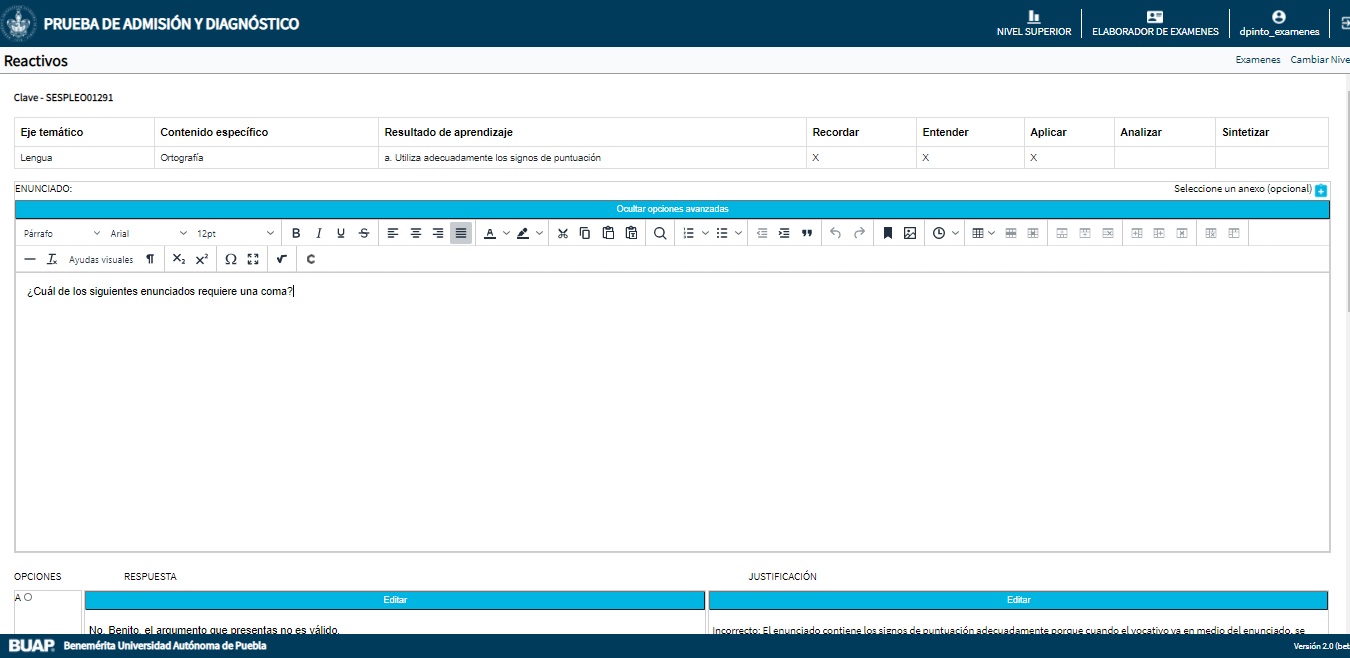 PRUEBA DE ADMISIÓN Y DIAGNÓSTICO
NIVEL SUPERIOR
ELABORADOR DE EXAMENES
dpinto_examenes
Reactivos
Examenes Cambiar Nive
Clave - SESPLEO01291
Eje temático Contenido específico Resultado de aprendizaje Recordar Entender Aplicar Analizar Sintetizar
Lengua Ortografía a. Utiliza adecuadamente los signos de puntuación X X X
ENUNCIADO: Seleccione un anexo (opcional)
Ocultar opciones avanzadas
Párrafo Arial 12pt B I U S A
Ayudas visuales ¶ X₂ X² Ω C
¿Cuál de los siguientes enunciados requiere una coma?
OPCIONES RESPUESTA JUSTIFICACIÓN
A Editar Editar
No, Benito, el argumento que presentas no es válido. Incorrecto: El enunciado contiene los signos de puntuación adecuadamente porque cuando el vocativo va en medio del enunciado, se
BUAP Benemérita Universidad Autónoma de Puebla Versión 2.0 (bet